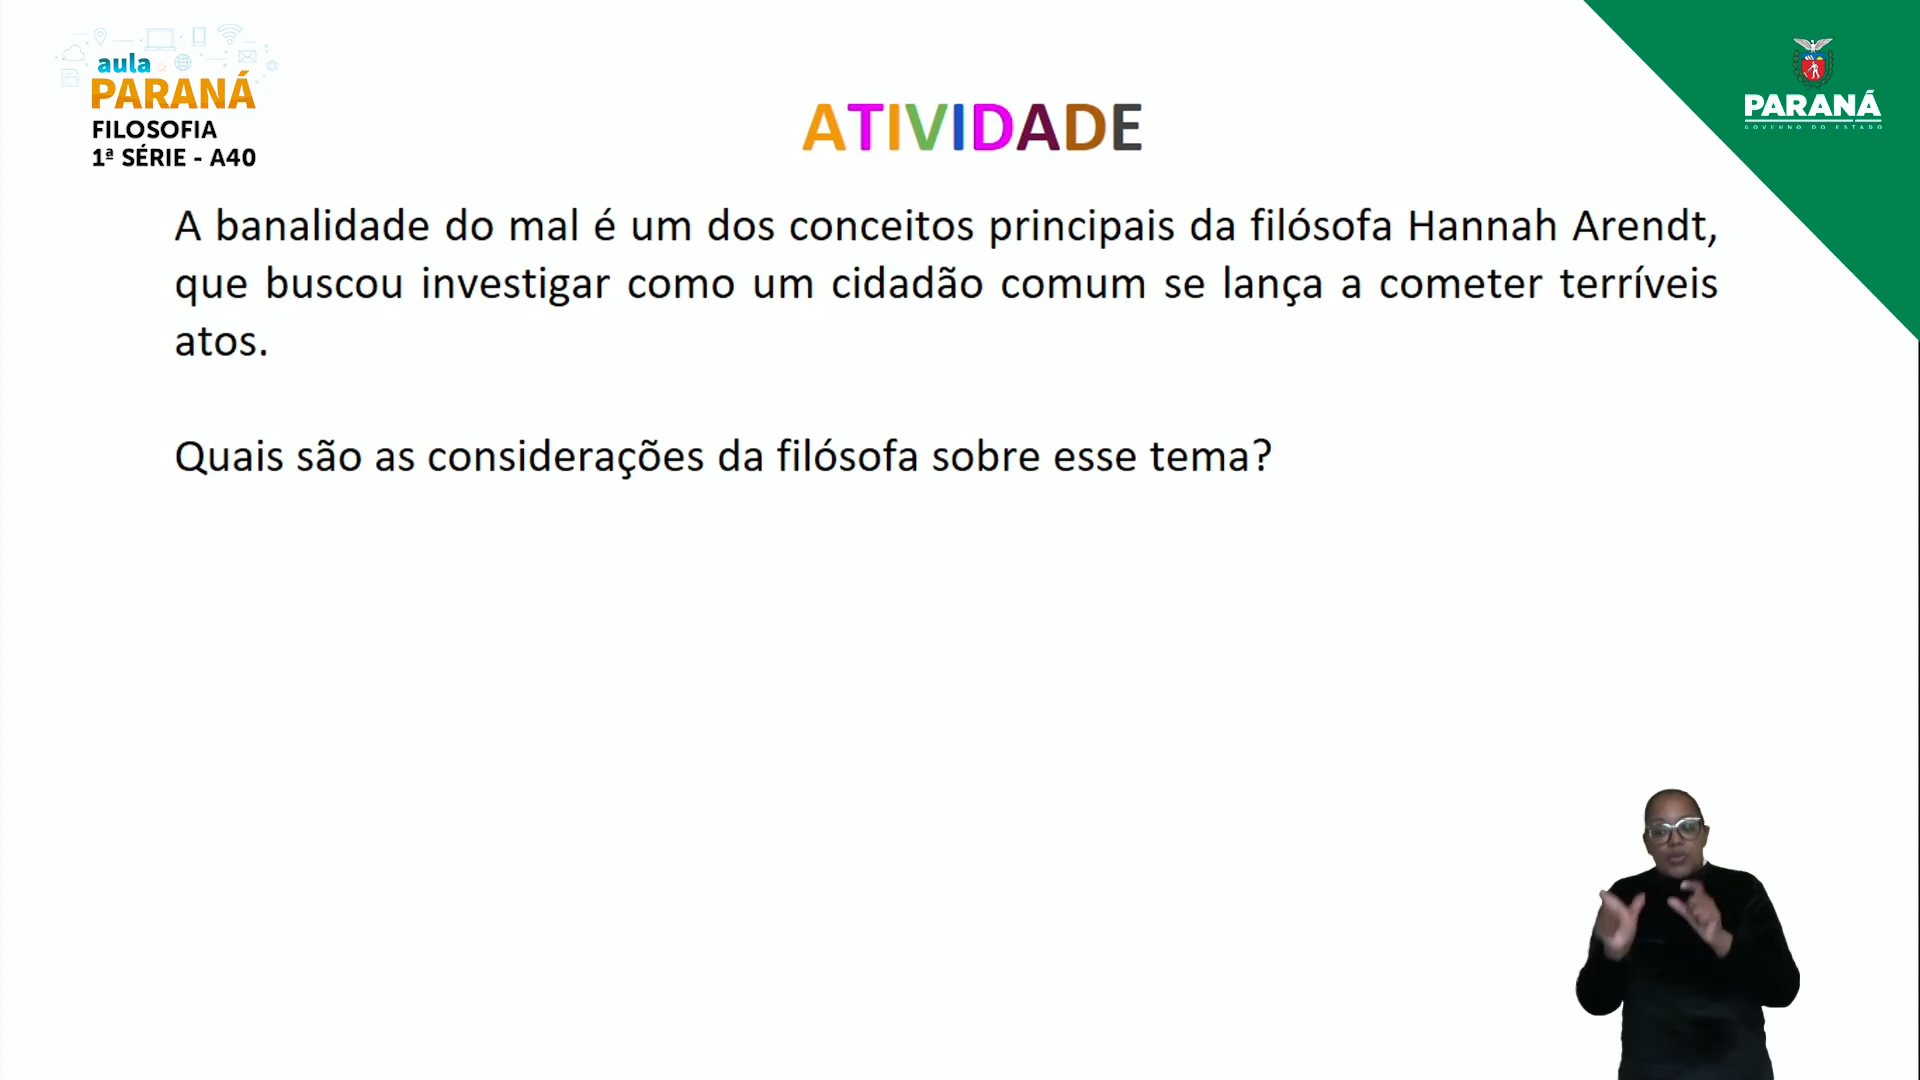 aula
PARANÁ
FILOSOFIA
1ª SÉRIE - A40
PARANÁ
GOVERNO DO ESTADO
ATIVIDADE
A banalidade do mal é um dos conceitos principais da filósofa Hannah Arendt,
que buscou investigar como um cidadão comum se lança a cometer terríveis
atos.
Quais são as considerações da filósofa sobre esse tema?